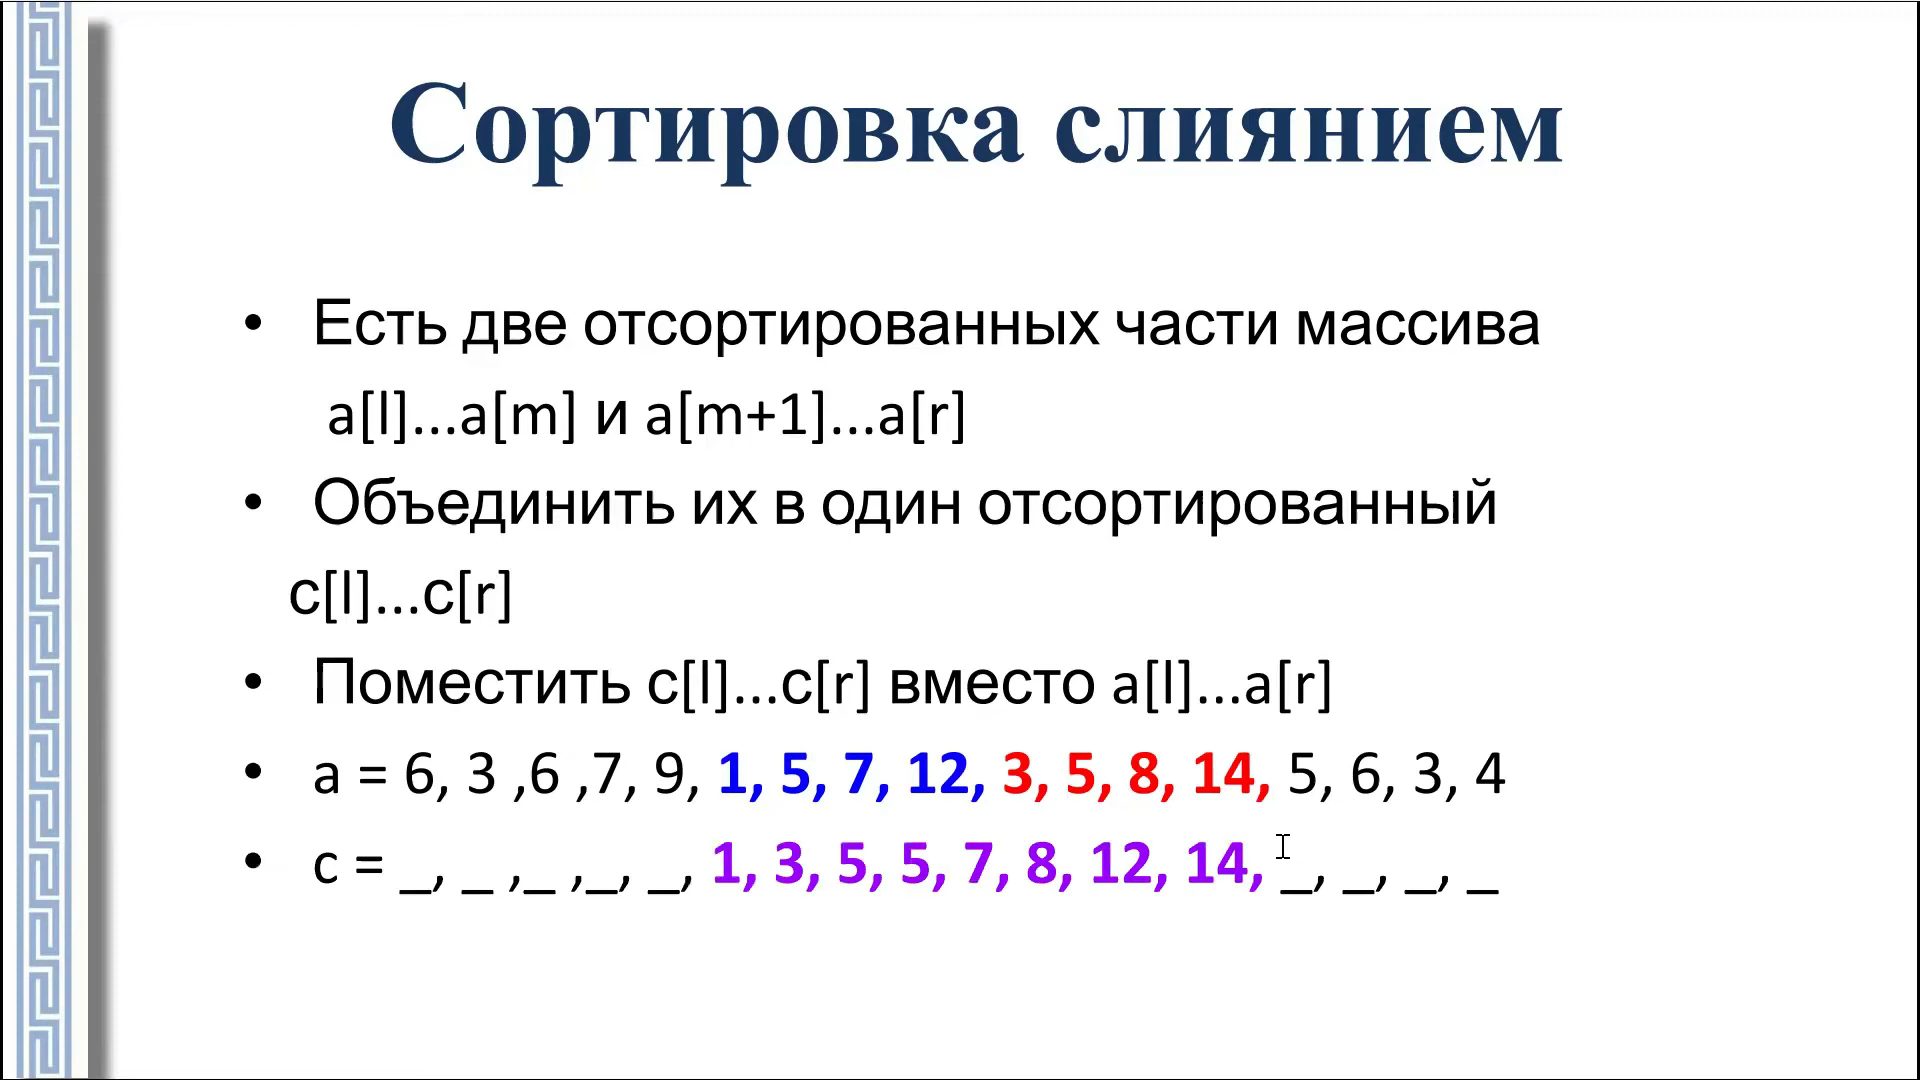 Сортировка слиянием
• Есть две отсортированных части массива
a[l]...a[m] и a[m+1]...a[r]
• Объединить их в один отсортированный
c[l]...c[r]
• Поместить c[l]...c[r] вместо a[l]...a[r]
• a = 6, 3 ,6 ,7, 9, 1, 5, 7, 12, 3, 5, 8, 14, 5, 6, 3, 4
• c = _, _ ,_ ,_, _, 1, 3, 5, 5, 7, 8, 12, 14, _, _, _, _